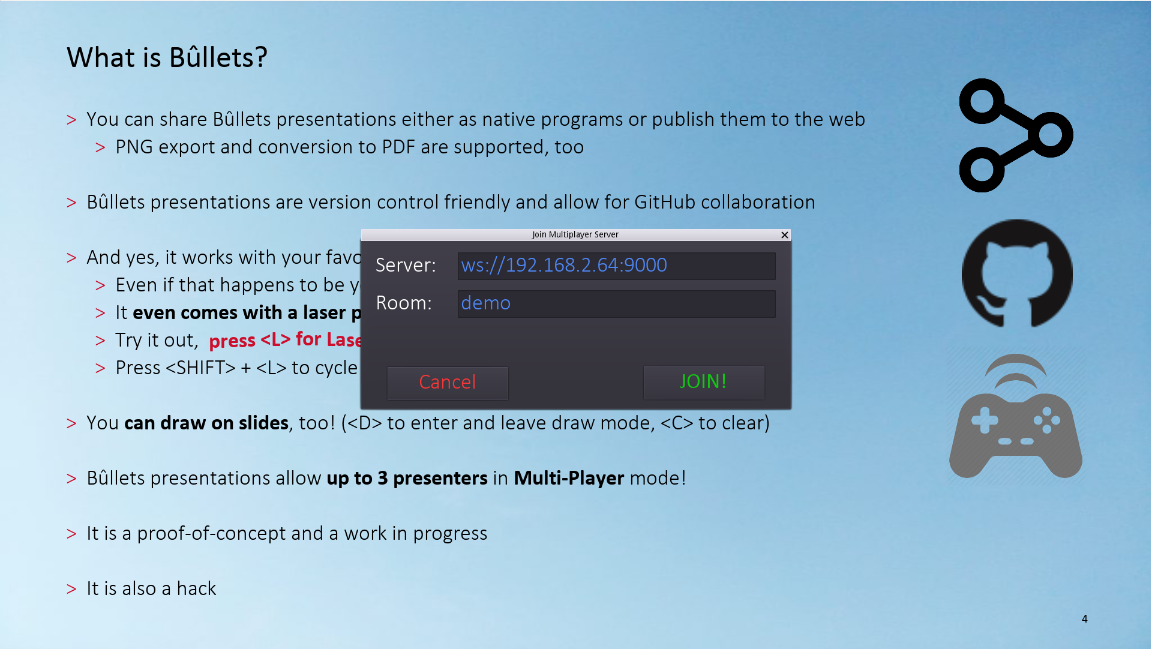 What is Bûllets?
> You can share Bûllets presentations either as native programs or publish them to the web
> PNG export and conversion to PDF are supported, too
> Bûllets presentations are version control friendly and allow for GitHub collaboration
> And yes, it works with your favo
> Even if that happens to be y
> It even comes with a laser p
> Try it out, press <L> for Lase
> Press <SHIFT> + <L> to cycle
Join Multiplayer Server
Server: ws://192.168.2.64:9000
Room: demo
Cancel JOIN!
> You can draw on slides, too! (<D> to enter and leave draw mode, <C> to clear)
> Bûllets presentations allow up to 3 presenters in Multi-Player mode!
> It is a proof-of-concept and a work in progress
> It is also a hack
4